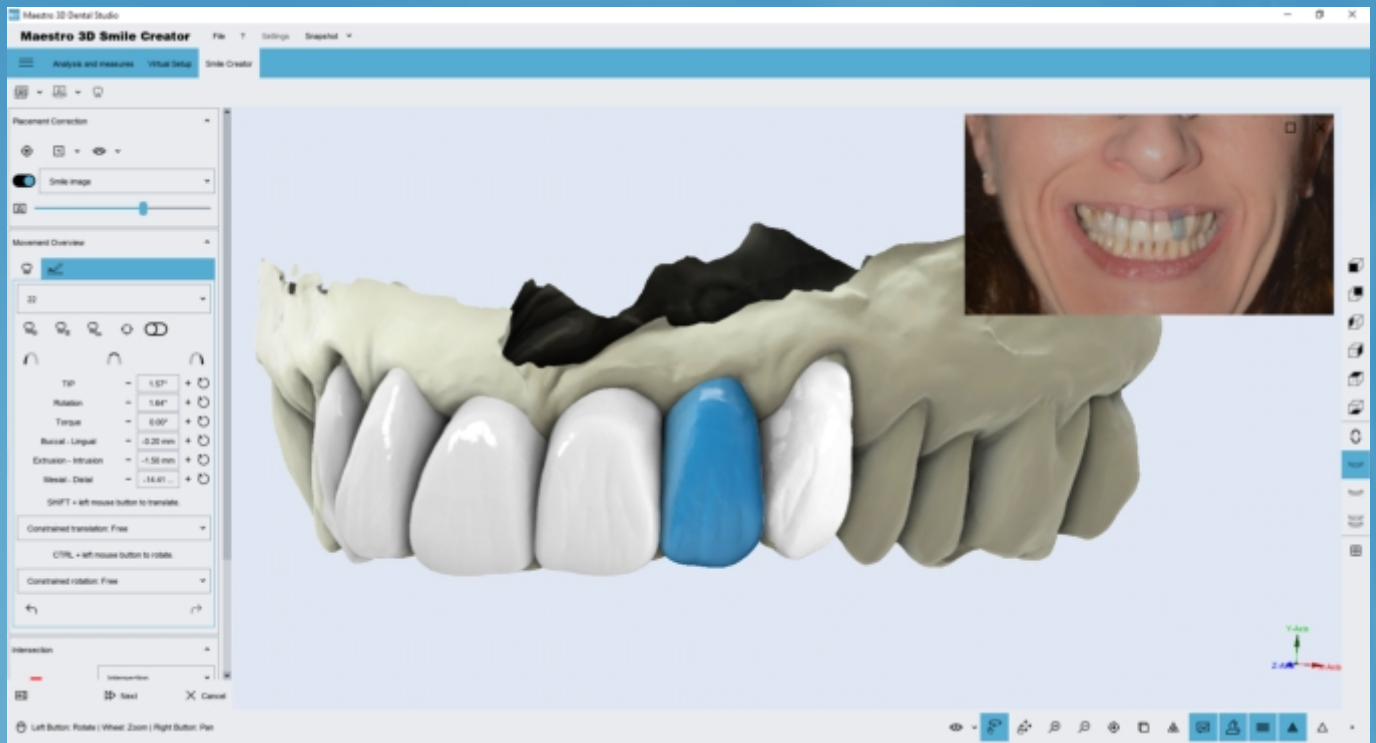 Maestro 3D Dental Studio
Maestro 3D Smile Creator File ? Settings Snapshot
Analysis and measures Virtual Setup Smile Creator
Placement Correction
Smile image
Movement Overview
22
TIP - 1.57° +
Rotation - 1.64° +
Torque - 0.00° +
Buccal - Lingual - -0.20 mm +
Extrusion - Intrusion - -1.50 mm +
Mesial - Distal - -14.41 ... +
SHIFT + left mouse button to translate.
Constrained translation: Free
CTRL + left mouse button to rotate.
Constrained rotation: Free
Intersection
Intersection
Next Cancel
Y-Axis
Z-Axis
Left Button: Rotate | Wheel: Zoom | Right Button: Pan